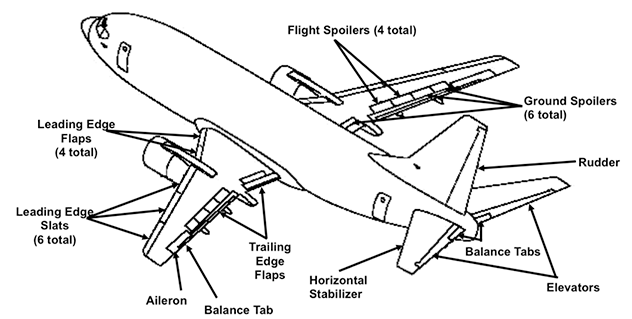 Flight Spoilers (4 total)
Ground Spoilers
(6 total)
Leading Edge
Flaps
(4 total)
Rudder
Leading Edge
Slats
(6 total)
Trailing
Edge
Flaps
Balance Tabs
Horizontal
Stabilizer
Elevators
Aileron
Balance Tab